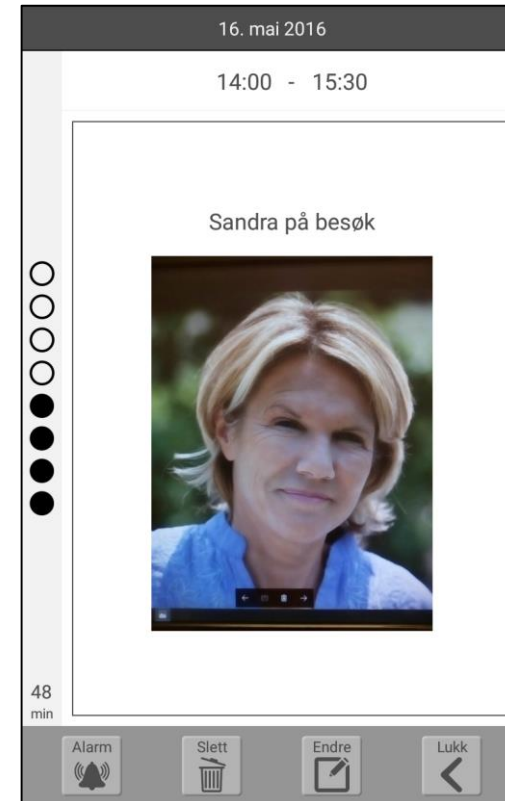 16. mai 2016
14:00 - 15:30
Sandra på besøk
48
min
Alarm
Slett
Endre
Lukk